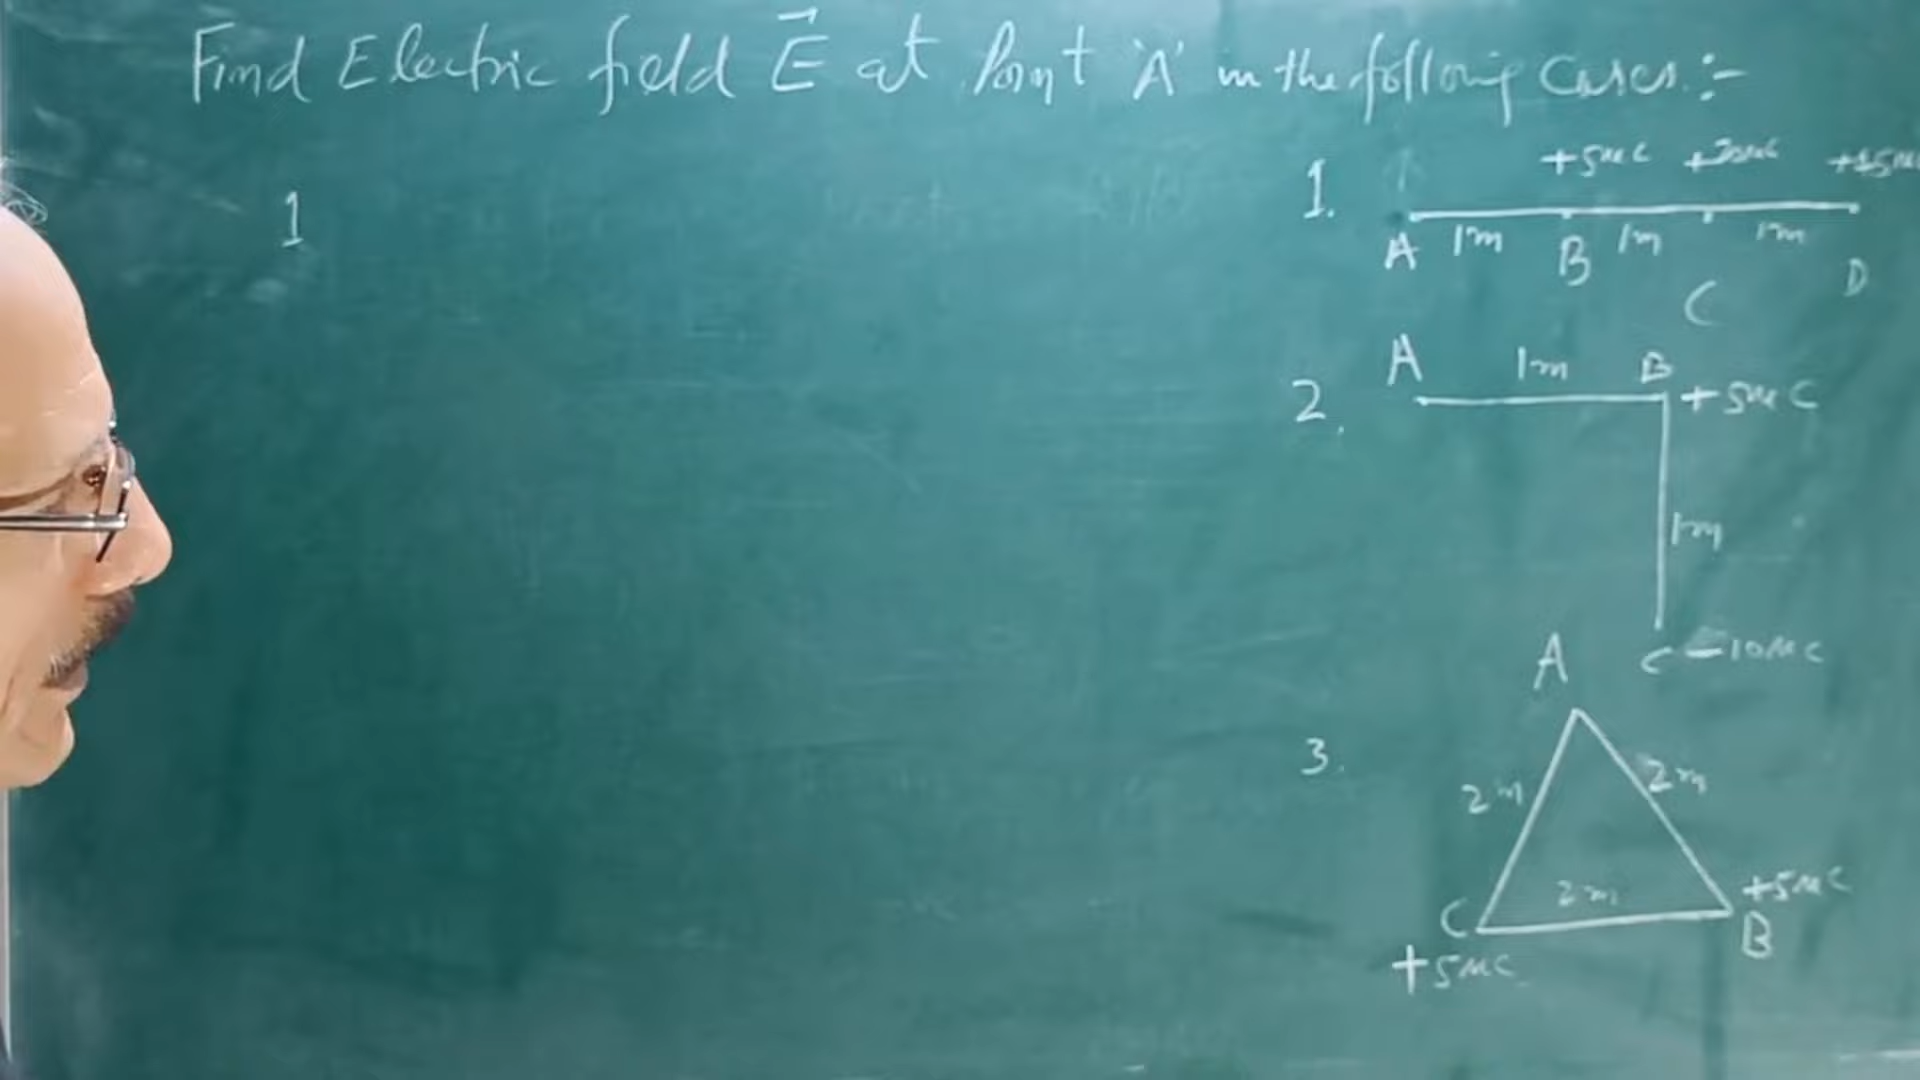 Find Electric field E at Point 'A' in the following Cases :-
1
1.
+5μC
A 1m B 1m C 1m D
2.
A 1m B +5μC
1m
C -10μC
3.
A
2m 2m
2m
C B
+5μC +5μC